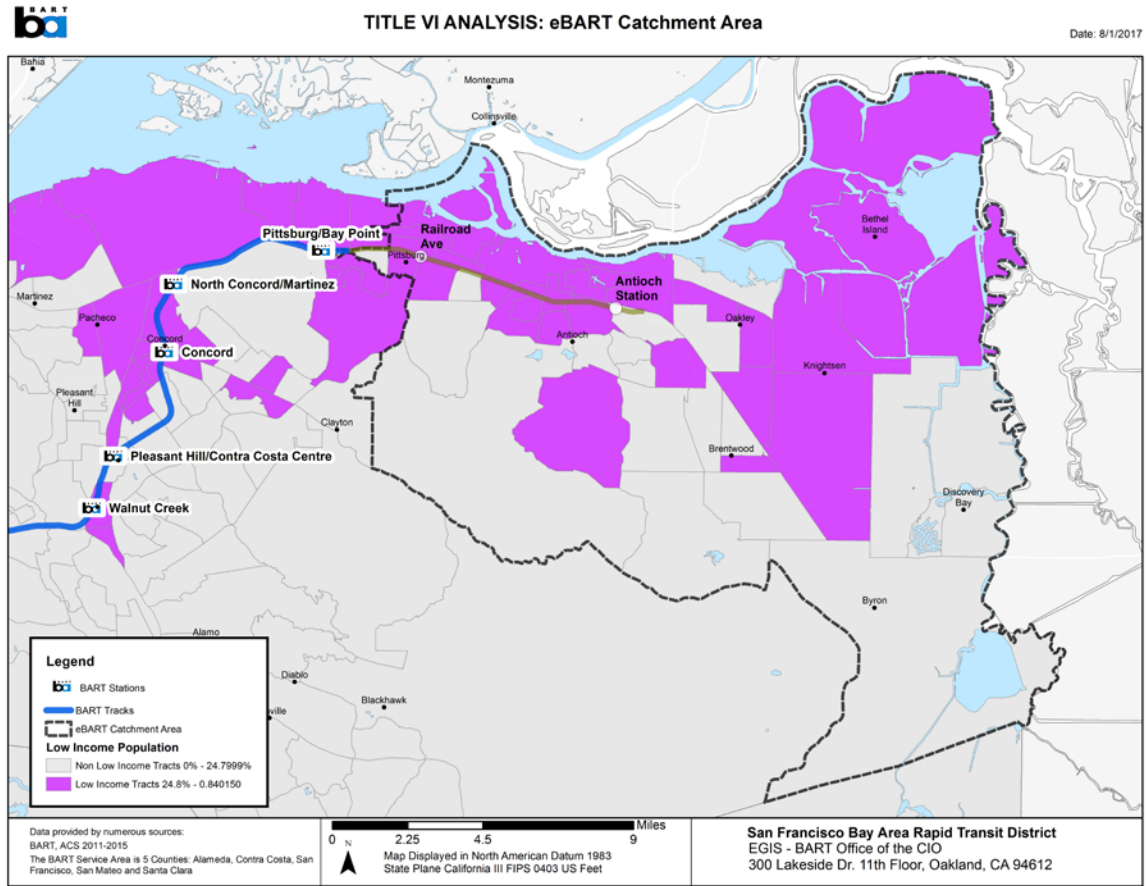 BART
ba
TITLE VI ANALYSIS: eBART Catchment Area
Date: 8/1/2017
Bahia
Montezuma
Collinsville
Bethel
Island
Pittsburg/Bay Point
ba
Railroad
Ave
Pittsburg
North Concord/Martinez
Martinez
Antioch
Station
Pacheco
Concord
Concord
Antioch
Oakley
Knightsen
Pleasant
Hill
Clayton
Brentwood
Pleasant Hill/Contra Costa Centre
Walnut Creek
Discovery
Bay
Byron
Alamo
Diablo
Blackhawk
ville
Legend
BART Stations
BART Tracks
eBART Catchment Area
Low Income Population
Non Low Income Tracts 0% - 24.7999%
Low Income Tracts 24.8% - 0.840150
Data provided by numerous sources:
BART, ACS 2011-2015
The BART Service Area is 5 Counties: Alameda, Contra Costa, San
Francisco, San Mateo and Santa Clara
Miles
0 2.25 4.5 9
N
Map Displayed in North American Datum 1983
State Plane California III FIPS 0403 US Feet
San Francisco Bay Area Rapid Transit District
EGIS - BART Office of the CIO
300 Lakeside Dr. 11th Floor, Oakland, CA 94612